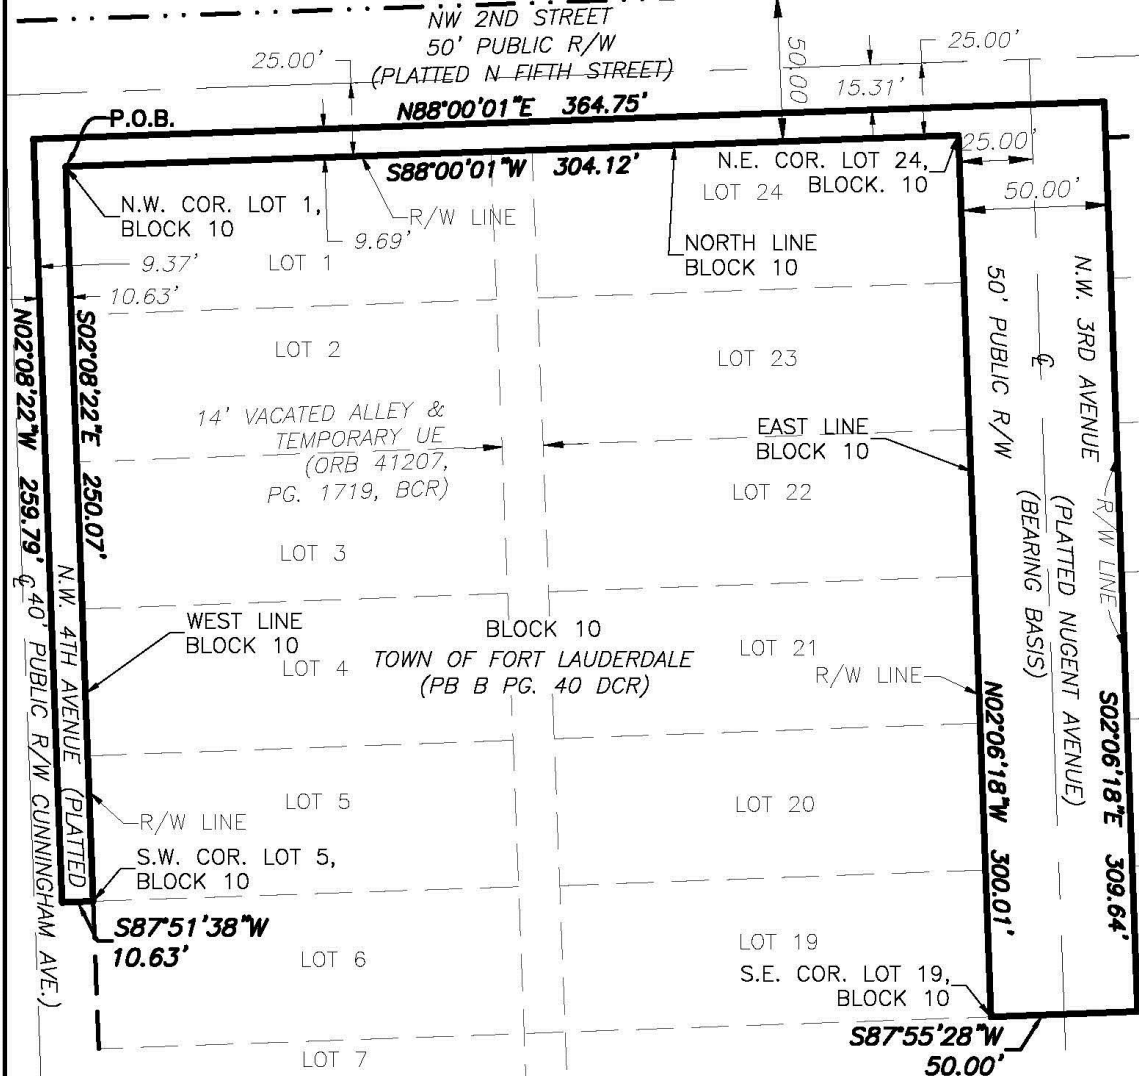 NW 2ND STREET
50' PUBLIC R/W
(PLATTED N FIFTH STREET)
25.00'
50.00
25.00'
15.31'
N88°00'01"E 364.75'
P.O.B.
S88°00'01"W 304.12'
25.00'
N.E. COR. LOT 24,
BLOCK. 10
LOT 24
50.00'
N.W. COR. LOT 1,
BLOCK 10
R/W LINE
9.69'
NORTH LINE
BLOCK 10
9.37'
LOT 1
10.63'
N02°08'22"W 259.79'
S02°08'22"E 250.07'
LOT 2
LOT 23
50' PUBLIC R/W
N.W. 3RD AVENUE
(PLATTED NUGENT AVENUE)
(BEARING BASIS)
R/W LINE
14' VACATED ALLEY &
TEMPORARY UE
(ORB 41207,
PG. 1719, BCR)
EAST LINE
BLOCK 10
LOT 22
LOT 3
N.W. 4TH AVENUE (PLATTED
40' PUBLIC R/W CUNNINGHAM AVE.)
WEST LINE
BLOCK 10
BLOCK 10
TOWN OF FORT LAUDERDALE
(PB B PG. 40 DCR)
LOT 4
LOT 21
R/W LINE
N02°06'18"W 300.01'
S02°06'18"E 309.64'
LOT 5
LOT 20
R/W LINE
S.W. COR. LOT 5,
BLOCK 10
S87°51'38"W
10.63'
LOT 6
LOT 19
S.E. COR. LOT 19,
BLOCK 10
S87°55'28"W
50.00'
LOT 7